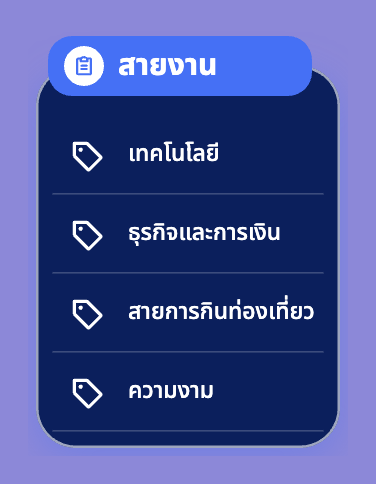 สายงาน
เทคโนโลยี
ธุรกิจและการเงิน
สายการกินท่องเที่ยว
ความงาม